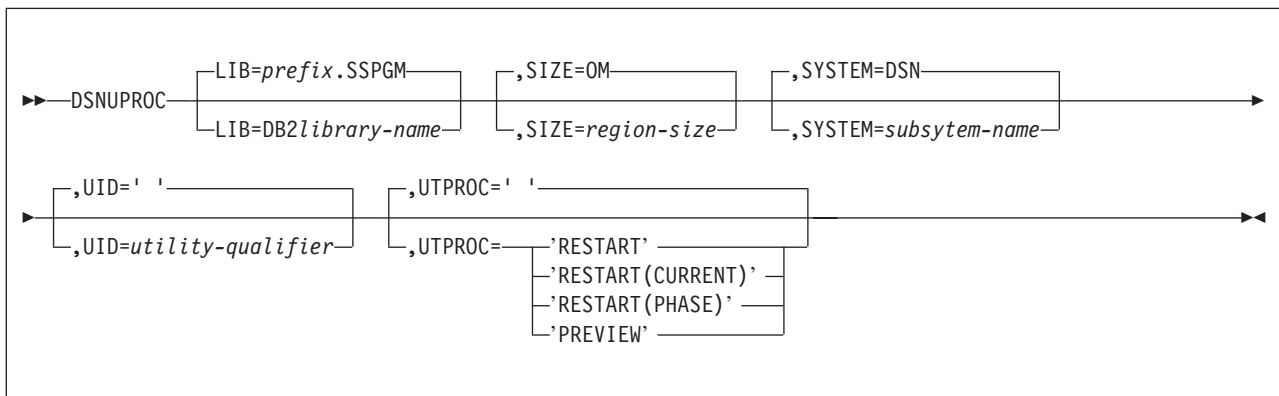 LIB=prefix.SSPGM ,SIZE=OM ,SYSTEM=DSN
DSNUPROC
LIB=DB2library-name ,SIZE=region-size ,SYSTEM=subsytem-name
,UID=' ' ,UTPROC=' '
,UID=utility-qualifier ,UTPROC= ’RESTART’
’RESTART(CURRENT)’
’RESTART(PHASE)’
’PREVIEW’